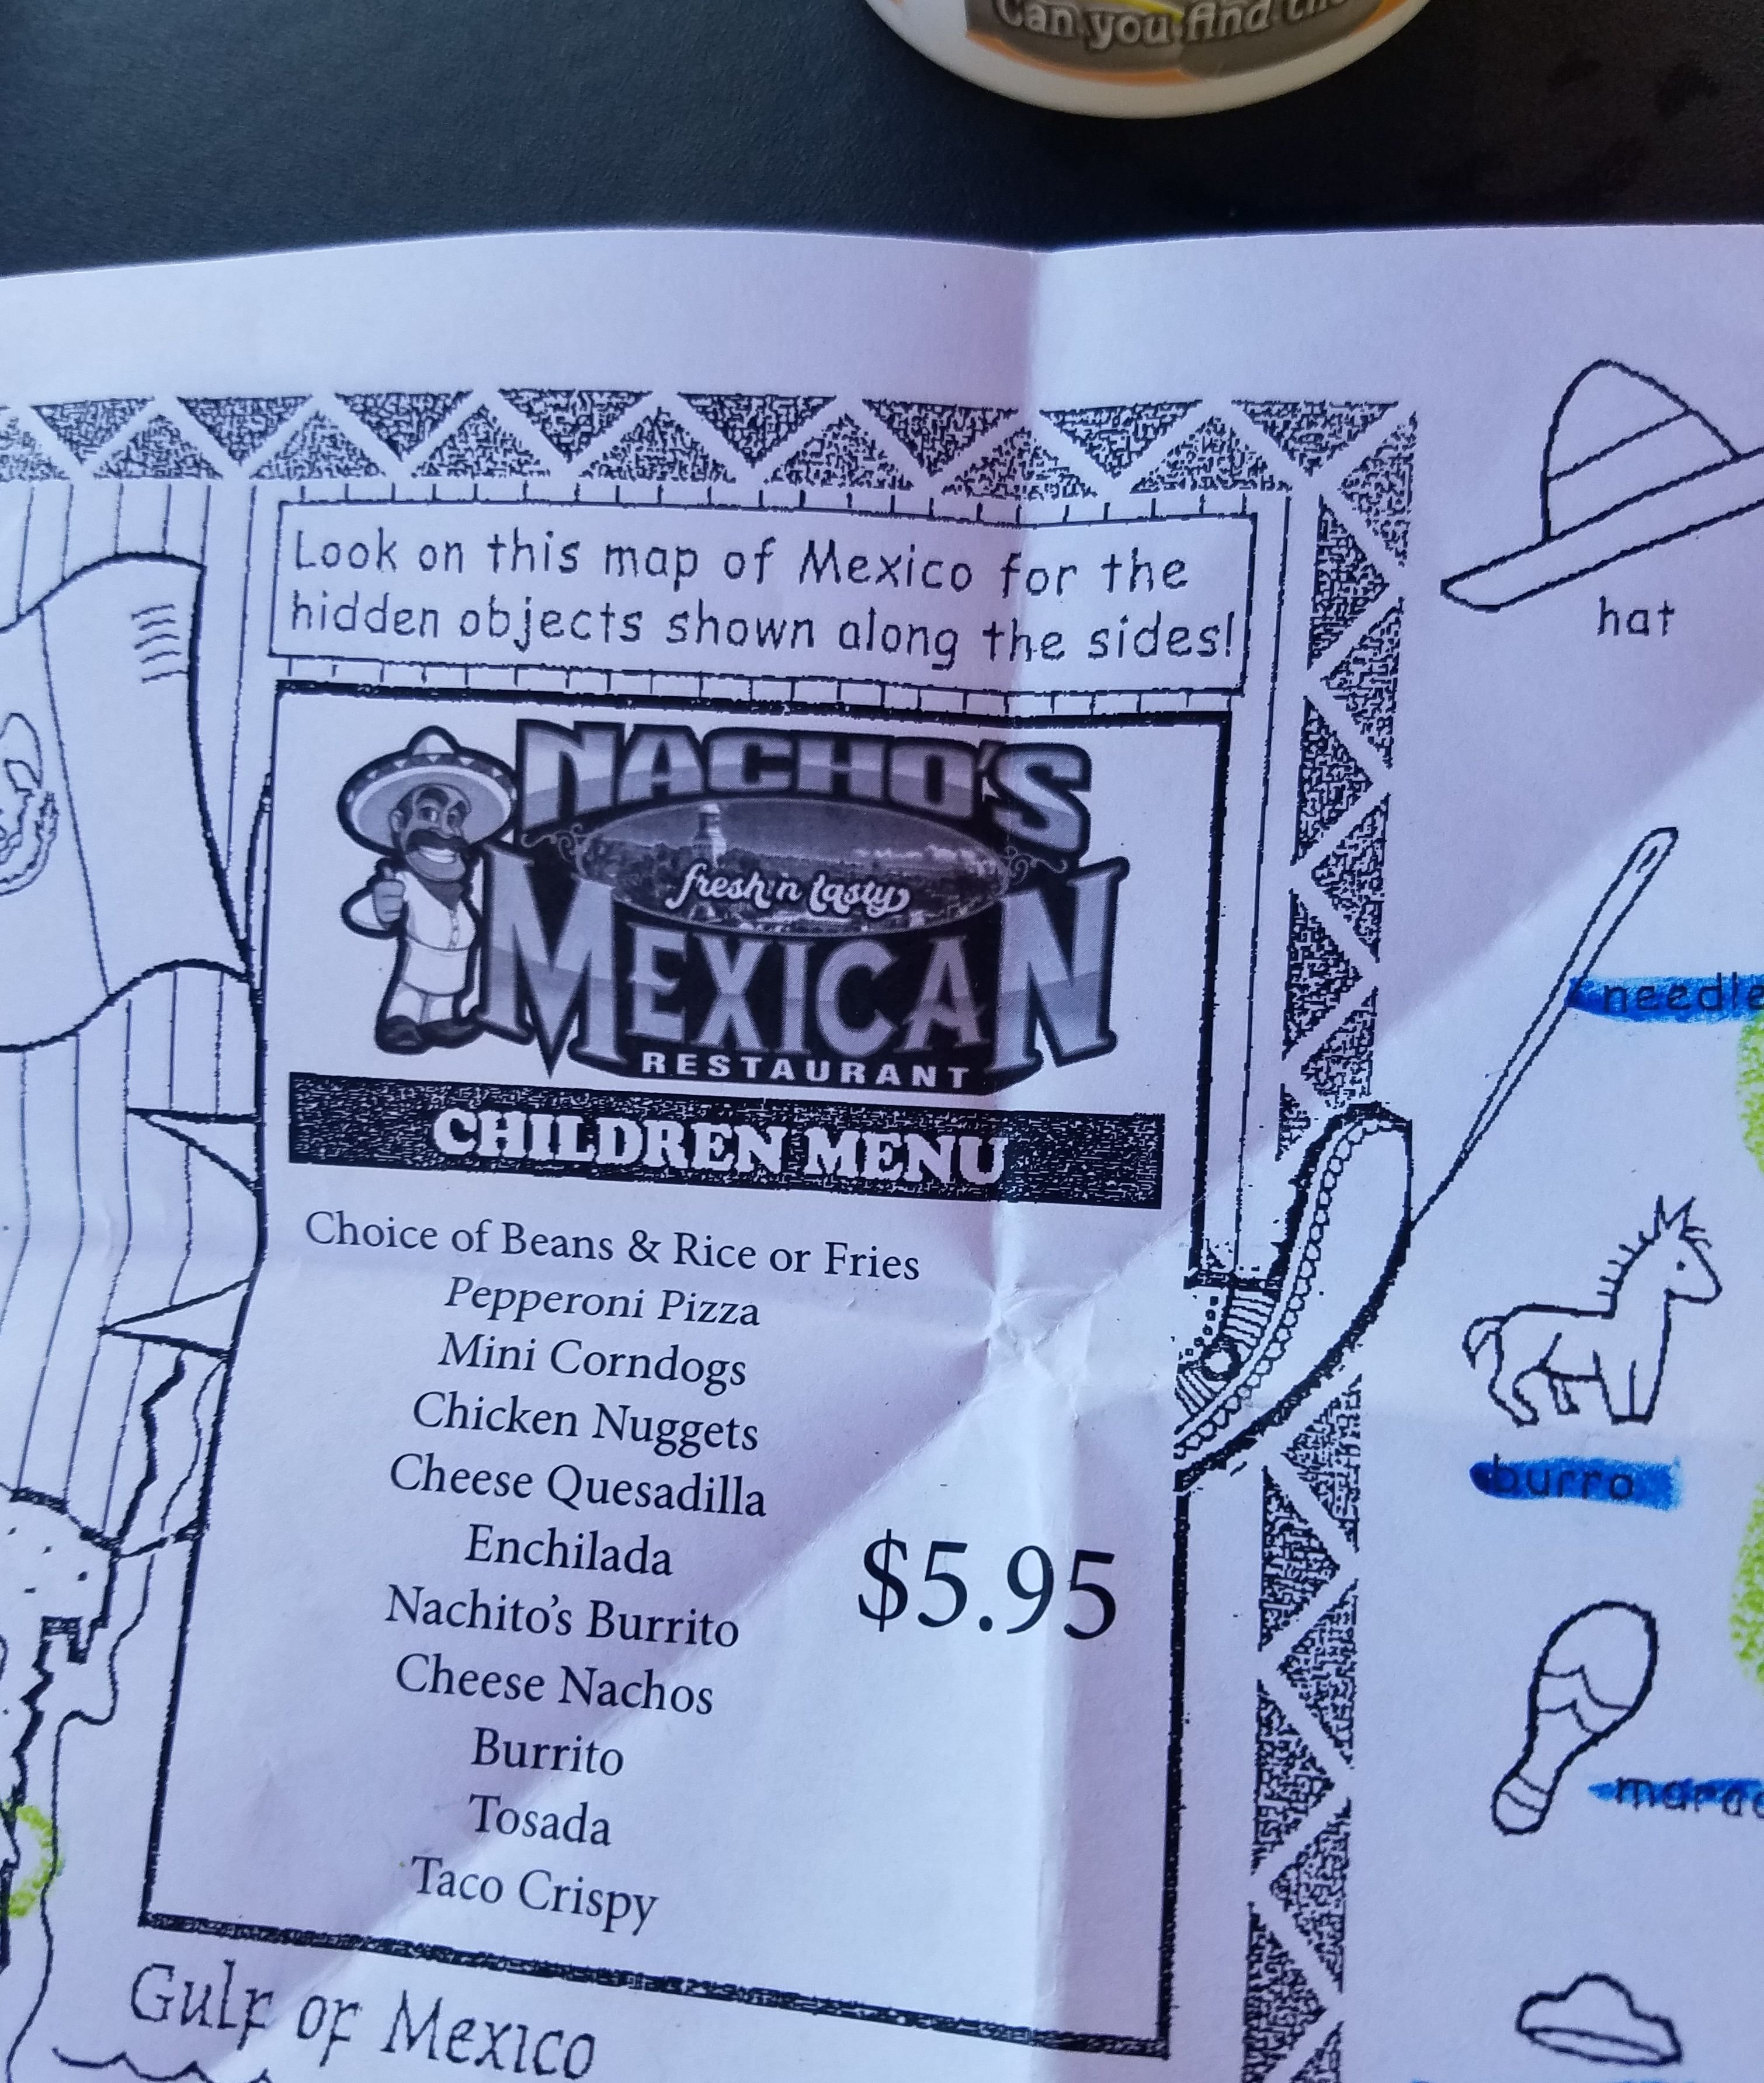 Can you find the
Look on this map of Mexico for the
hidden objects shown along the sides!
hat
NACHO'S
fresh n tasty
MEXICAN
RESTAURANT
needle
CHILDREN MENU
Choice of Beans & Rice or Fries
Pepperoni Pizza
Mini Corndogs
Chicken Nuggets
Cheese Quesadilla
Enchilada
Nachito's Burrito
Cheese Nachos
Burrito
Tosada
Taco Crispy
$5.95
burro
Gulf of Mexico